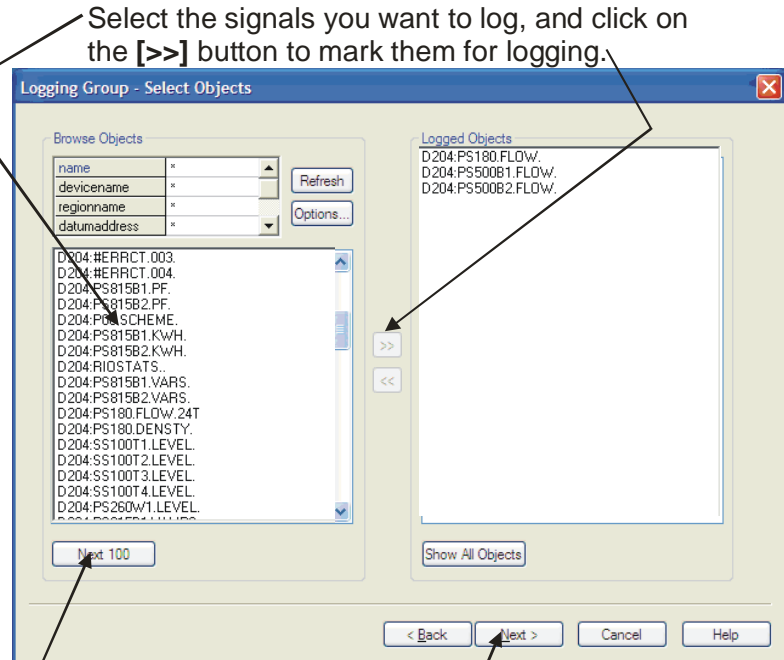 Select the signals you want to log, and click on
the [>>] button to mark them for logging.
Logging Group - Select Objects
Browse Objects
name *
devicename *
regionname *
datumaddress *
Refresh
Options...
D204:#ERRCT.003.
D204:#ERRCT.004.
D204:PS815B1.PF.
D204:PS815B2.PF.
SCHEME.
D204:PS815B1.KWH.
D204:PS815B2.KWH.
D204:RIOSTATS..
D204:PS815B1.VARS.
D204:PS815B2.VARS.
D204:PS180.FLOW.24T
D204:PS180.DENSTY.
D204:SS100T1.LEVEL.
D204:SS100T2.LEVEL.
D204:SS100T3.LEVEL.
D204:SS100T4.LEVEL.
D204:PS260W1.LEVEL.
Next 100
>>
<<
Logged Objects
D204:PS180.FLOW.
D204:PS500B1.FLOW.
D204:PS500B2.FLOW.
Show All Objects
< Back
Next >
Cancel
Help